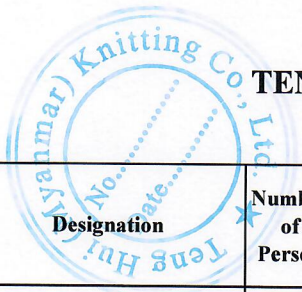 Teng Hui (Myanmar) Knitting Co., Ltd.
No..............
Date..............
TEN
Designation
Numb
of
Perso